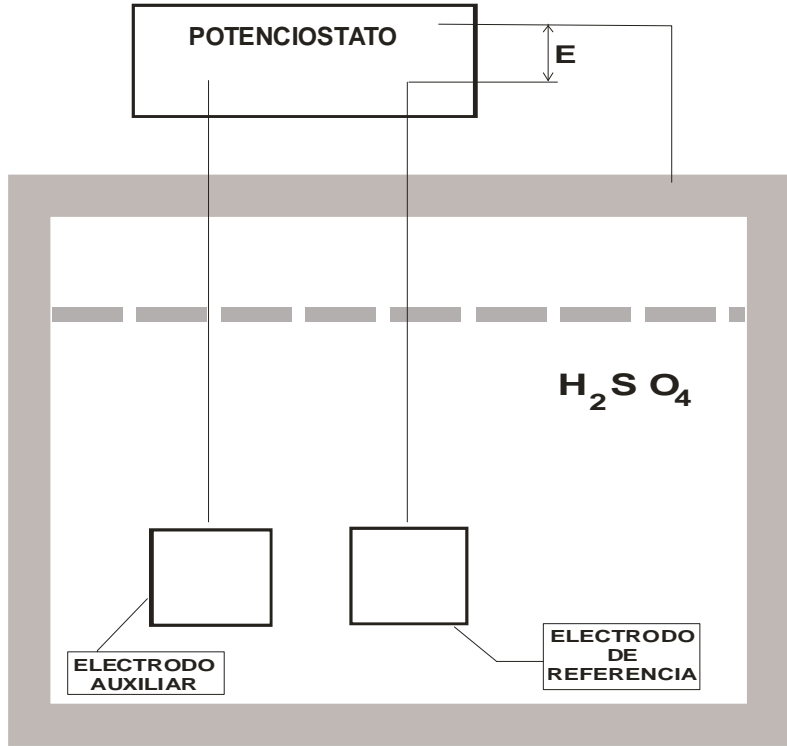 POTENCIOSTATO
E
H2SO4
ELECTRODO
AUXILIAR
ELECTRODO
DE
REFERENCIA